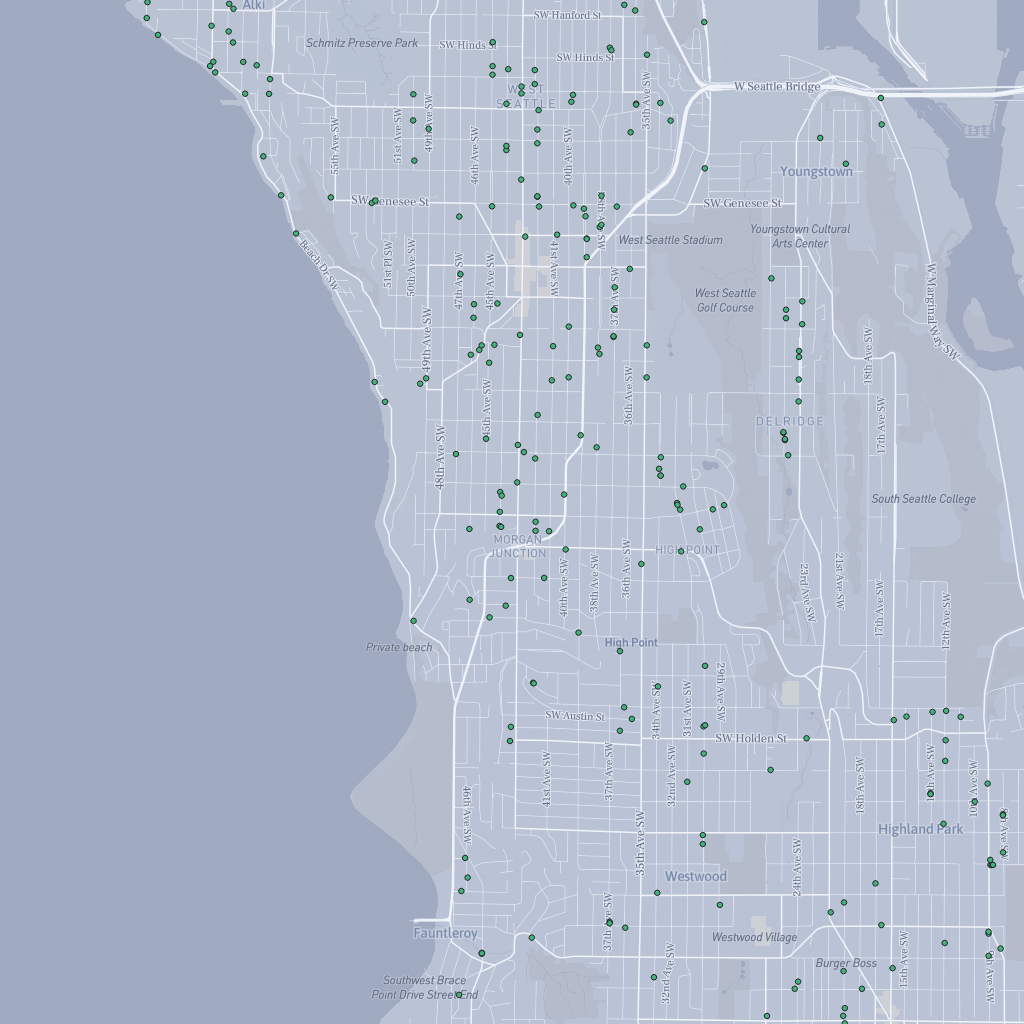 Alki
SW Hanford St
Schmitz Preserve Park
SW Hinds St
SW Hinds St
WEST
SEATTLE
35th Ave SW
W Seattle Bridge
55th Ave SW
51st Ave SW
49th Ave SW
46th Ave SW
40th Ave SW
Youngstown
SW Genesee St
SW Genesee St
Beach Dr SW
51st Pl SW
50th Ave SW
47th Ave SW
45th Ave SW
41st Ave SW
37th Ave SW
West Seattle Stadium
Youngstown Cultural
Arts Center
West Seattle
Golf Course
W Marginal Way SW
49th Ave SW
18th Ave SW
45th Ave SW
36th Ave SW
DELRIDGE
17th Ave SW
48th Ave SW
South Seattle College
MORGAN
JUNCTION
HIGH POINT
40th Ave SW
38th Ave SW
36th Ave SW
23rd Ave SW
21st Ave SW
17th Ave SW
12th Ave SW
Private beach
High Point
34th Ave SW
31st Ave SW
29th Ave SW
SW Austin St
SW Holden St
41st Ave SW
37th Ave SW
32nd Ave SW
18th Ave SW
10th Ave SW
46th Ave SW
35th Ave SW
Highland Park
24th Ave SW
Westwood
37th Ave SW
Fauntleroy
Westwood Village
15th Ave SW
Burger Boss
32nd Ave SW
Southwest Brace
Point Drive Street End